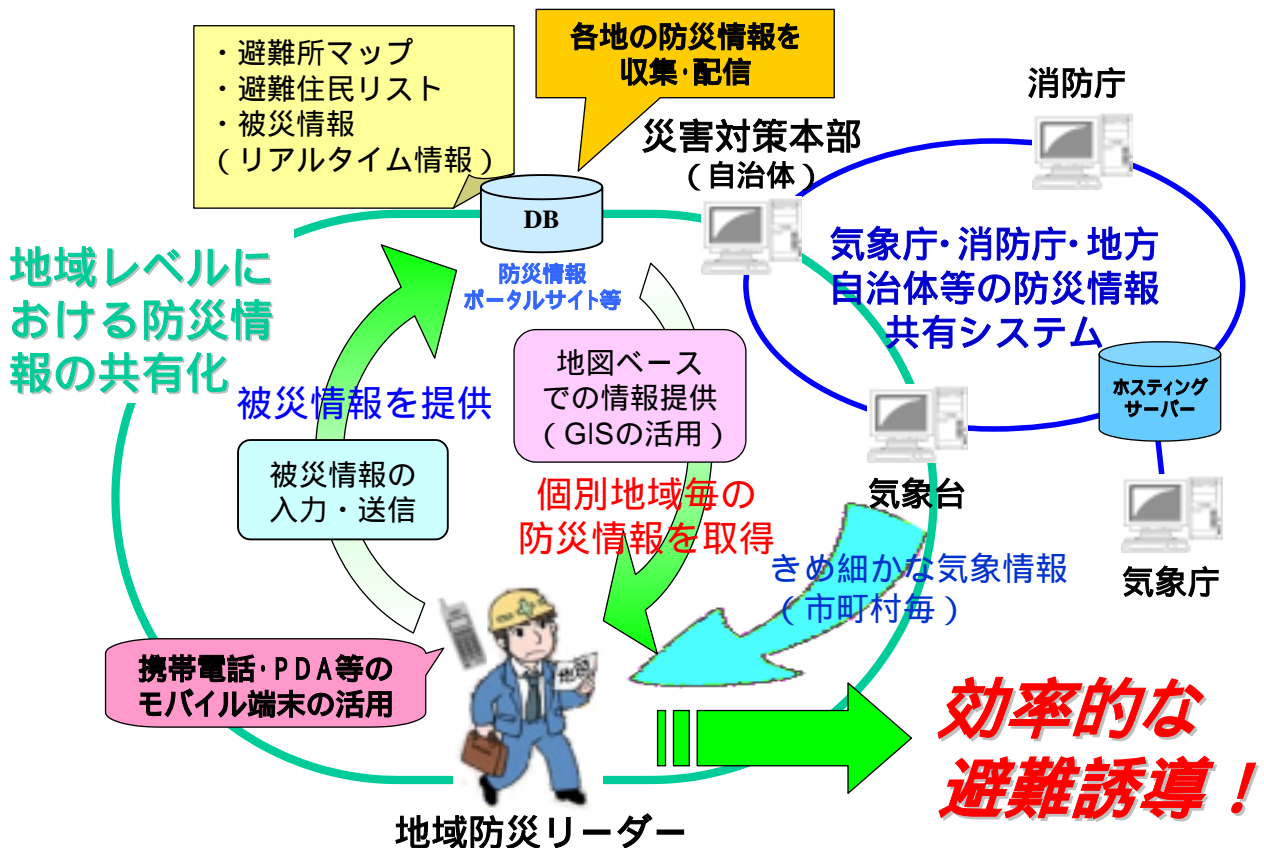 ・避難所マップ
・避難住民リスト
・被災情報
（リアルタイム情報）
各地の防災情報を
収集･配信
消防庁
災害対策本部
（自治体）
DB
防災情報
ポータルサイト等
気象庁･消防庁･地方
自治体等の防災情報
共有システム
地域レベルに
おける防災情
報の共有化
ホスティング
サーバー
地図ベース
での情報提供
（GISの活用）
被災情報を提供
被災情報の
入力・送信
個別地域毎の
防災情報を取得
気象台
気象庁
きめ細かな気象情報
（市町村毎）
携帯電話･PDA等の
モバイル端末の活用
地図
効率的な
避難誘導！
地域防災リーダー